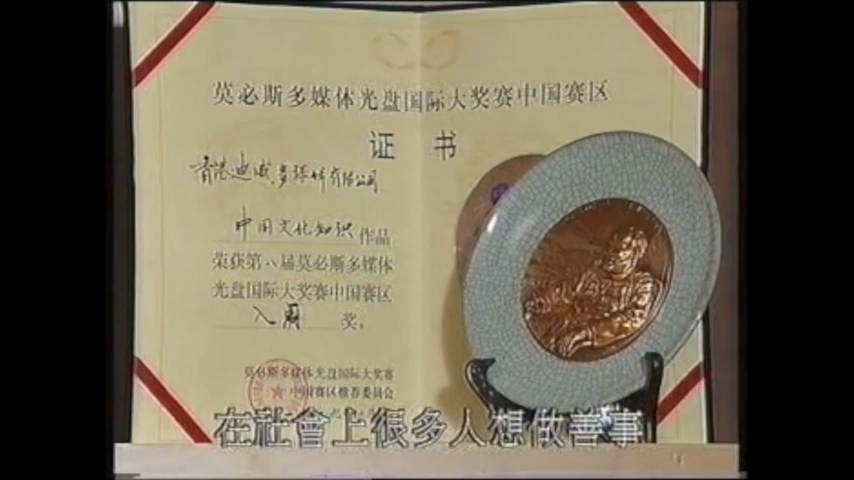 莫必斯多媒体光盘国际大奖赛中国赛区
证 书
香港迪威多媒体有限公司
中国文化知识作品
荣获第八届莫必斯多媒体
光盘国际大奖赛中国赛区
入围 奖。
莫必斯多媒体光盘国际大奖赛
中国赛区推荐委员会
在社會上很多人想做善事